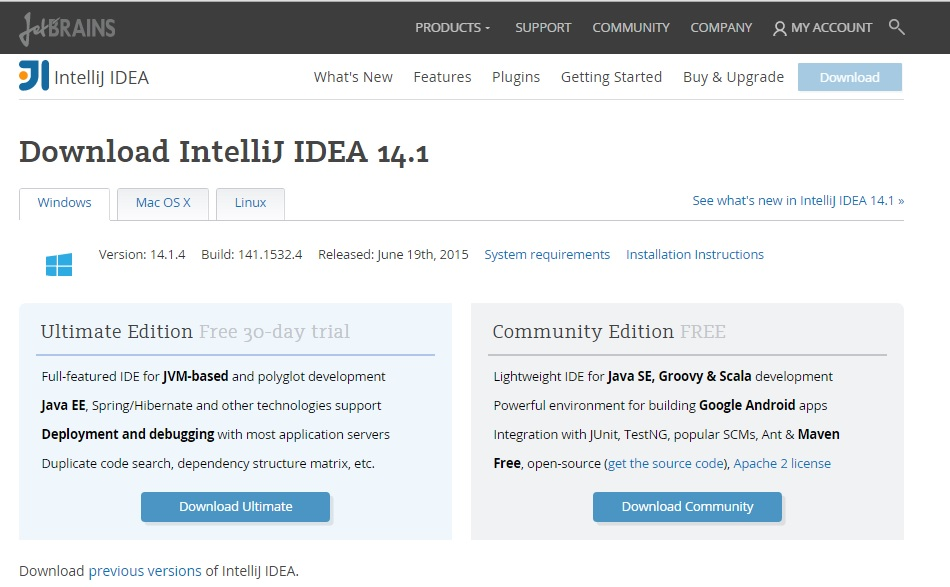 JetBRAINS PRODUCTS SUPPORT COMMUNITY COMPANY MY ACCOUNT
IntelliJ IDEA What's New Features Plugins Getting Started Buy & Upgrade Download
Download IntelliJ IDEA 14.1
Windows Mac OS X Linux See what's new in IntelliJ IDEA 14.1 »
Version: 14.1.4 Build: 141.1532.4 Released: June 19th, 2015 System requirements Installation Instructions
Ultimate Edition Free 30-day trial
Full-featured IDE for JVM-based and polyglot development
Java EE, Spring/Hibernate and other technologies support
Deployment and debugging with most application servers
Duplicate code search, dependency structure matrix, etc.
Download Ultimate
Community Edition FREE
Lightweight IDE for Java SE, Groovy & Scala development
Powerful environment for building Google Android apps
Integration with JUnit, TestNG, popular SCMs, Ant & Maven
Free, open-source (get the source code), Apache 2 license
Download Community
Download previous versions of IntelliJ IDEA.